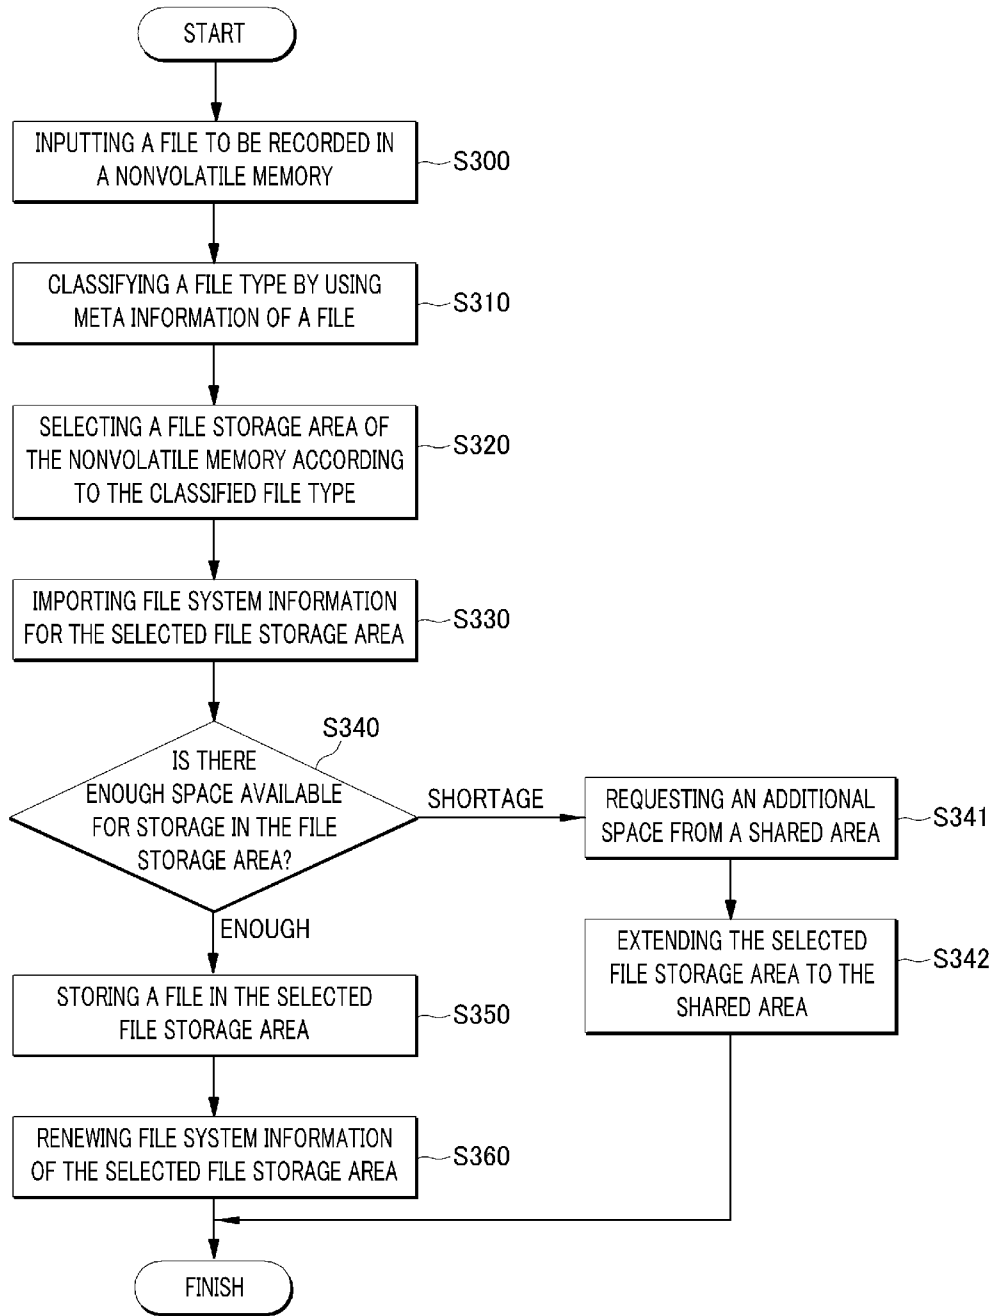 START
INPUTTING A FILE TO BE RECORDED IN
A NONVOLATILE MEMORY
S300
CLASSIFYING A FILE TYPE BY USING
META INFORMATION OF A FILE
S310
SELECTING A FILE STORAGE AREA OF
THE NONVOLATILE MEMORY ACCORDING
TO THE CLASSIFIED FILE TYPE
S320
IMPORTING FILE SYSTEM INFORMATION
FOR THE SELECTED FILE STORAGE AREA
S330
S340
IS THERE
ENOUGH SPACE AVAILABLE
FOR STORAGE IN THE FILE
STORAGE AREA?
SHORTAGE
REQUESTING AN ADDITIONAL
SPACE FROM A SHARED AREA
S341
EXTENDING THE SELECTED
FILE STORAGE AREA TO THE
SHARED AREA
S342
ENOUGH
STORING A FILE IN THE SELECTED
FILE STORAGE AREA
S350
RENEWING FILE SYSTEM INFORMATION
OF THE SELECTED FILE STORAGE AREA
S360
FINISH